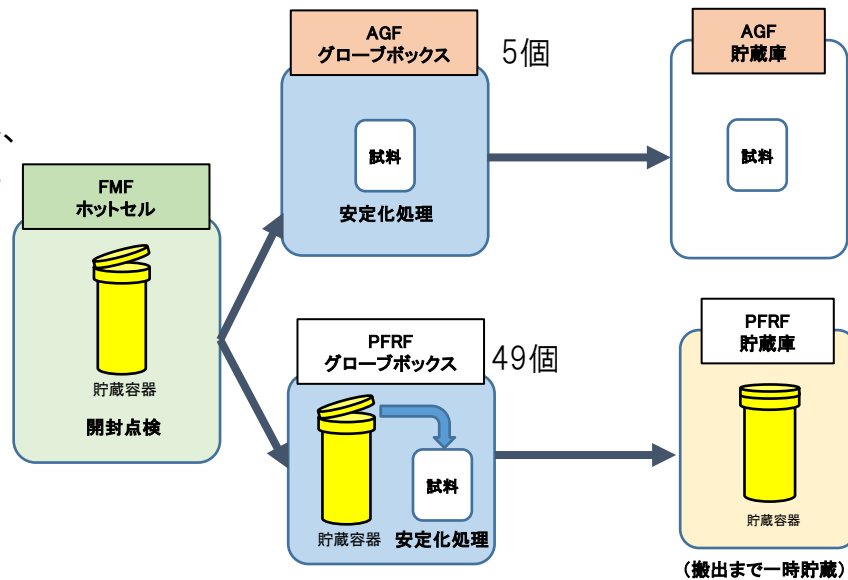 、
FMF
ホットセル
貯蔵容器
開封点検
AGF
グローブボックス
5個
試料
安定化処理
AGF
貯蔵庫
試料
PFRF
グローブボックス
49個
試料
貯蔵容器
安定化処理
PFRF
貯蔵庫
貯蔵容器
(搬出まで一時貯蔵)